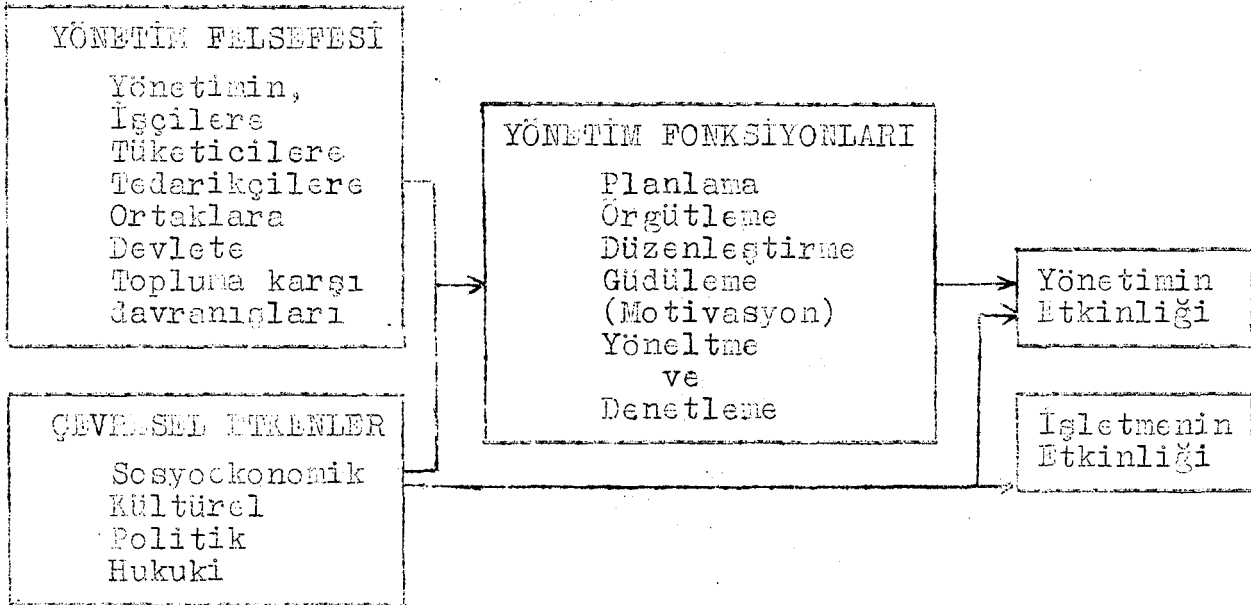 YÖNETİM FELSEFESİ
Yönetimin,
İşçilere
Tüketicilere
Tedarikçilere
Ortaklara
Devlete
Topluma karşı
davranışları
ÇEVRESEL ETKENLER
Sosyoekonomik
Kültürel
Politik
Hukuki
YÖNETİM FONKSİYONLARI
Planlama
Örgütleme
Düzenleştirme
Güdüleme
(Motivasyon)
Yöneltme
ve
Denetleme
Yönetimin
Etkinliği
İşletmenin
Etkinliği